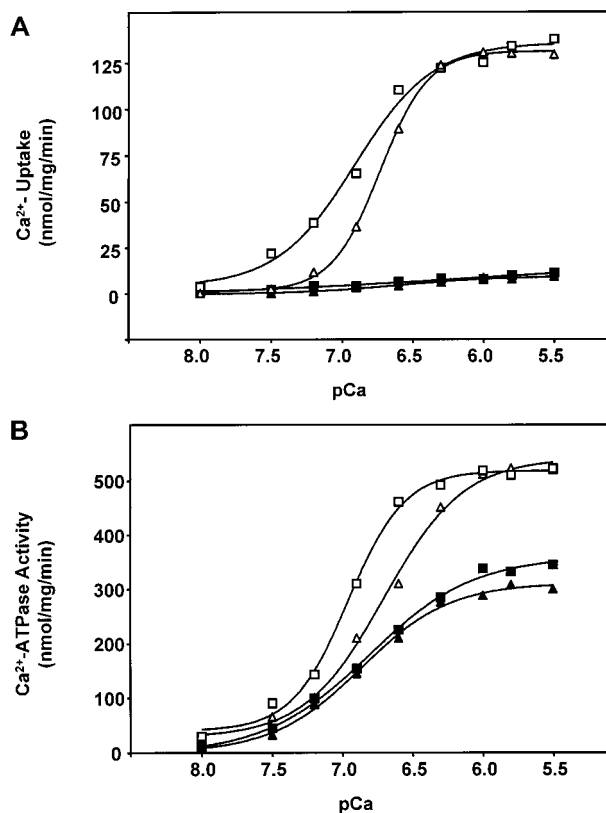 A
125
100
75
50
25
0
Ca²⁺- Uptake
(nmol/mg/min)
8.0 7.5 7.0 6.5 6.0 5.5
pCa
B
500
400
300
200
100
0
Ca²⁺-ATPase Activity
(nmol/mg/min)
8.0 7.5 7.0 6.5 6.0 5.5
pCa